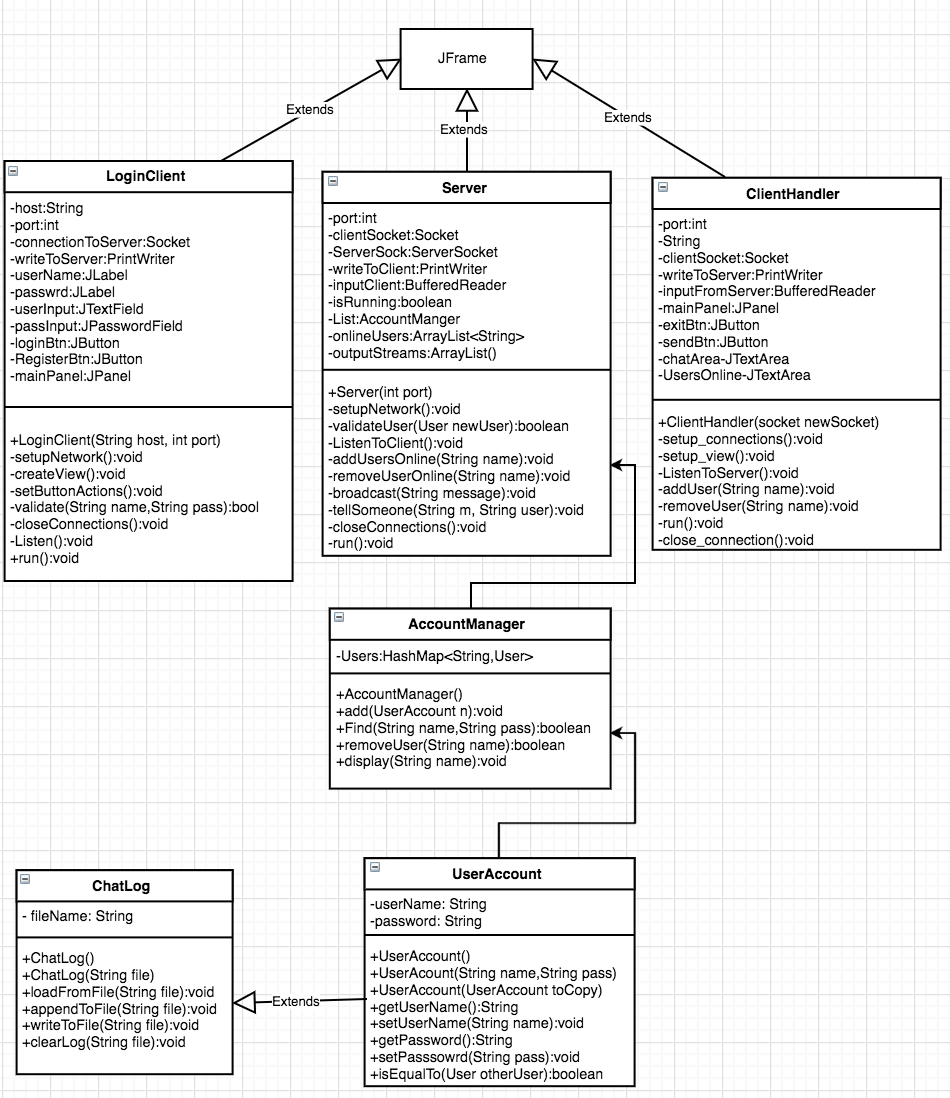 JFrame
Extends
Extends
Extends
LoginClient
-host:String
-port:int
-connectionToServer:Socket
-writeToServer:PrintWriter
-userName:JLabel
-passwrd:JLabel
-userInput:JTextField
-passInput:JPasswordField
-loginBtn:JButton
-RegisterBtn:JButton
-mainPanel:JPanel
+LoginClient(String host, int port)
-setupNetwork():void
-createView():void
-setButtonActions():void
-validate(String name,String pass):bool
-closeConnections():void
-Listen():void
+run():void
Server
-port:int
-clientSocket:Socket
-ServerSock:ServerSocket
-writeToClient:PrintWriter
-inputClient:BufferedReader
-isRunning:boolean
-List:AccountManger
-onlineUsers:ArrayList<String>
-outputStreams:ArrayList()
+Server(int port)
-setupNetwork():void
-validateUser(User newUser):boolean
-ListenToClient():void
-addUsersOnline(String name):void
-removeUserOnline(String name):void
-broadcast(String message):void
-tellSomeone(String m, String user):void
-closeConnections():void
-run():void
ClientHandler
-port:int
-String
-clientSocket:Socket
-writeToServer:PrintWriter
-inputFromServer:BufferedReader
-mainPanel:JPanel
-exitBtn:JButton
-sendBtn:JButton
-chatArea-JTextArea
-UsersOnline-JTextArea
+ClientHandler(socket newSocket)
-setup_connections():void
-setup_view():void
-ListenToServer():void
-addUser(String name):void
-removeUser(String name):void
-run():void
-close_connection():void
AccountManager
-Users:HashMap<String,User>
+AccountManager()
+add(UserAccount n):void
+Find(String name,String pass):boolean
+removeUser(String name):boolean
+display(String name):void
ChatLog
- fileName: String
+ChatLog()
+ChatLog(String file)
+loadFromFile(String file):void
+appendToFile(String file):void
+writeToFile(String file):void
+clearLog(String file):void
Extends
UserAccount
-userName: String
-password: String
+UserAccount()
+UserAcount(String name,String pass)
+UserAccount(UserAccount toCopy)
+getUserName():String
+setUserName(String name):void
+getPassword():String
+setPasssowrd(String pass):void
+isEqualTo(User otherUser):boolean